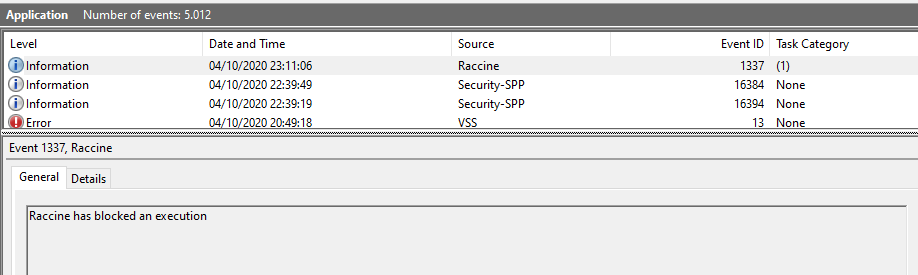 Application Number of events: 5.012
Level Date and Time Source Event ID Task Category
Information 04/10/2020 23:11:06 Raccine 1337 (1)
Information 04/10/2020 22:39:49 Security-SPP 16384 None
Information 04/10/2020 22:39:19 Security-SPP 16394 None
Error 04/10/2020 20:49:18 VSS 13 None
Event 1337, Raccine
General Details
Raccine has blocked an execution